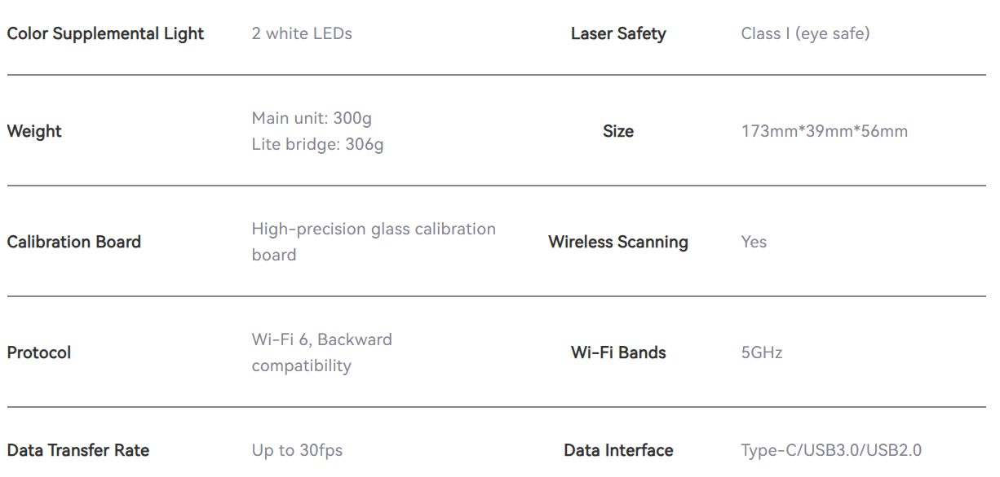 Color Supplemental Light 2 white LEDs Laser Safety Class I (eye safe)
Weight Main unit: 300g
Lite bridge: 306g Size 173mm*39mm*56mm
Calibration Board High-precision glass calibration
board Wireless Scanning Yes
Protocol Wi-Fi 6, Backward
compatibility Wi-Fi Bands 5GHz
Data Transfer Rate Up to 30fps Data Interface Type-C/USB3.0/USB2.0